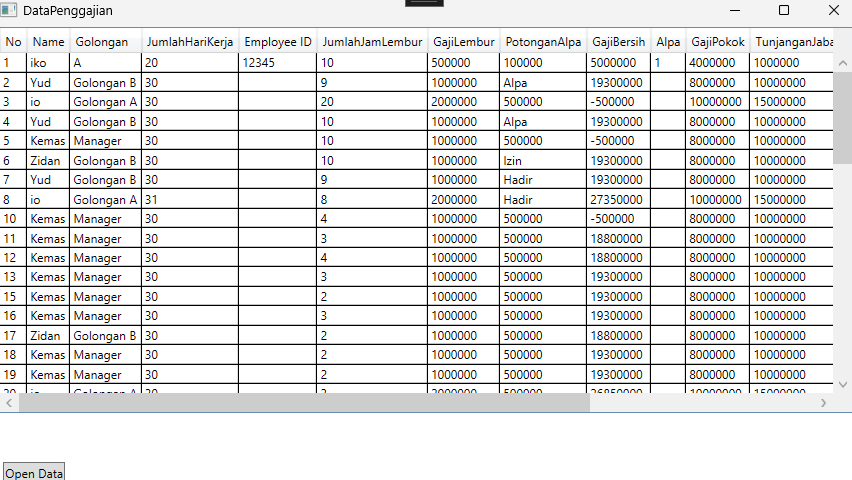 DataPenggajian
No Name Golongan JumlahHariKerja Employee ID JumlahJamLembur GajiLembur PotonganAlpa GajiBersih Alpa GajiPokok TunjanganJaba
1 iko A 20 12345 10 500000 100000 5000000 1 4000000 1000000
2 Yud Golongan B 30 9 1000000 Alpa 19300000 8000000 10000000
3 io Golongan A 30 20 2000000 500000 -500000 10000000 15000000
4 Yud Golongan B 30 10 1000000 Alpa 19300000 8000000 10000000
5 Kemas Manager 30 10 1000000 500000 -500000 8000000 10000000
6 Zidan Golongan B 30 10 1000000 Izin 19300000 8000000 10000000
7 Yud Golongan B 30 9 1000000 Hadir 19300000 8000000 10000000
8 io Golongan A 31 8 2000000 Hadir 27350000 10000000 15000000
10 Kemas Manager 30 4 1000000 500000 -500000 8000000 10000000
11 Kemas Manager 30 3 1000000 500000 18800000 8000000 10000000
12 Kemas Manager 30 4 1000000 500000 18800000 8000000 10000000
13 Kemas Manager 30 3 1000000 500000 19300000 8000000 10000000
15 Kemas Manager 30 2 1000000 500000 19300000 8000000 10000000
16 Kemas Manager 30 3 1000000 500000 19300000 8000000 10000000
17 Zidan Golongan B 30 2 1000000 500000 18800000 8000000 10000000
18 Kemas Manager 30 2 1000000 500000 19300000 8000000 10000000
19 Kemas Manager 30 2 1000000 500000 19300000 8000000 10000000
20 io Golongan A 30 2000000 500000 26850000 10000000 15000000
Open Data